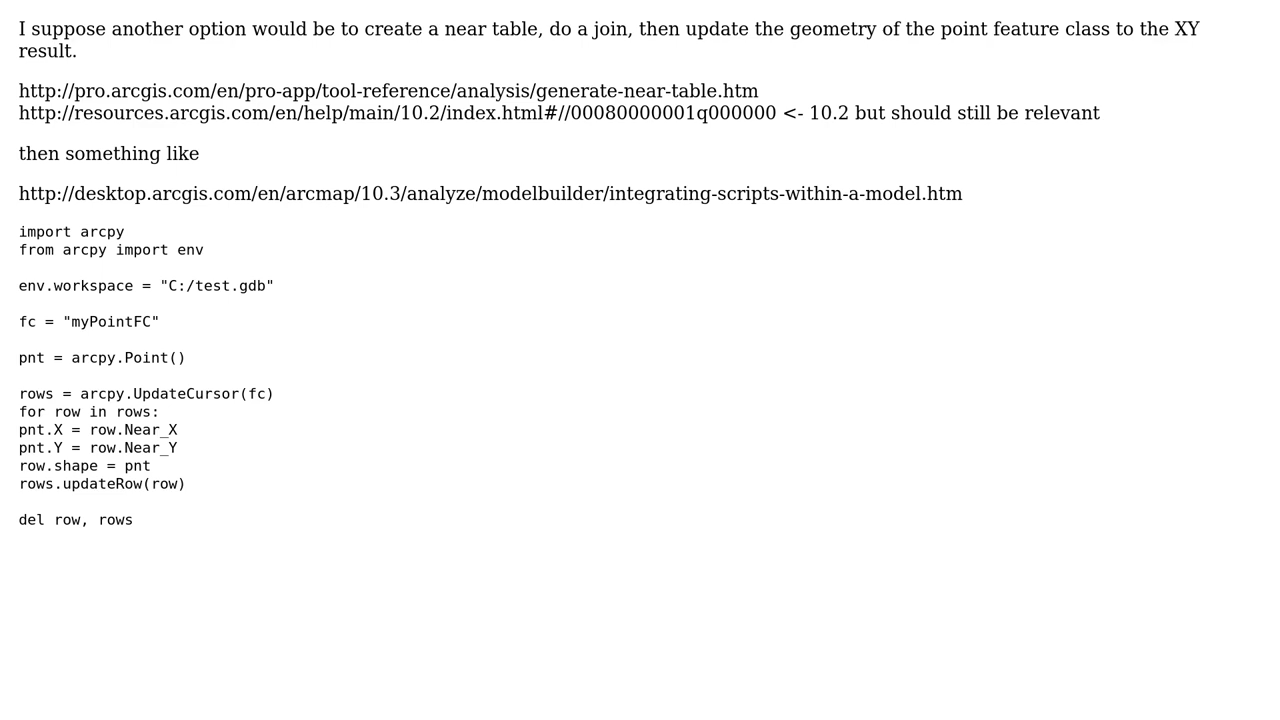 I suppose another option would be to create a near table, do a join, then update the geometry of the point feature class to the XY
result.
http://pro.arcgis.com/en/pro-app/tool-reference/analysis/generate-near-table.htm
http://resources.arcgis.com/en/help/main/10.2/index.html#//00080000001q000000 <- 10.2 but should still be relevant
then something like
http://desktop.arcgis.com/en/arcmap/10.3/analyze/modelbuilder/integrating-scripts-within-a-model.htm
import arcpy
from arcpy import env
env.workspace = "C:/test.gdb"
fc = "myPointFC"
pnt = arcpy.Point()
rows = arcpy.UpdateCursor(fc)
for row in rows:
pnt.X = row.Near_X
pnt.Y = row.Near_Y
row.shape = pnt
rows.updateRow(row)
del row, rows